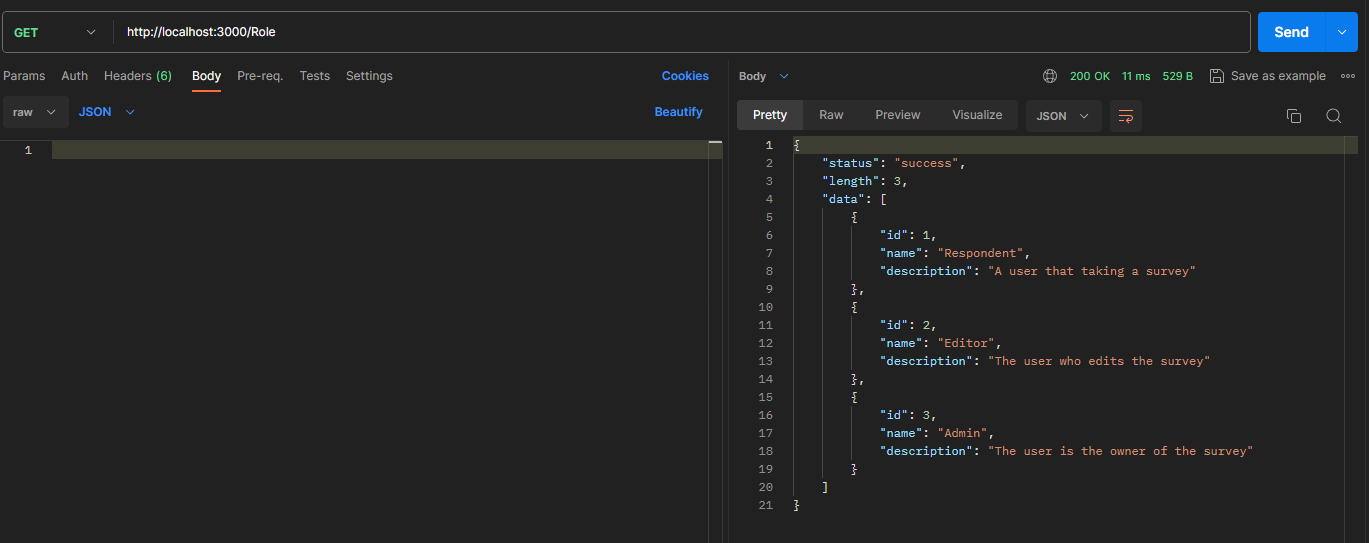 GET http://localhost:3000/Role Send
Params Auth Headers (6) Body Pre-req. Tests Settings Cookies
raw JSON Beautify
1
Body 200 OK 11 ms 529 B Save as example
Pretty Raw Preview Visualize JSON
1 {
2 "status": "success",
3 "length": 3,
4 "data": [
5 {
6 "id": 1,
7 "name": "Respondent",
8 "description": "A user that taking a survey"
9 },
10 {
11 "id": 2,
12 "name": "Editor",
13 "description": "The user who edits the survey"
14 },
15 {
16 "id": 3,
17 "name": "Admin",
18 "description": "The user is the owner of the survey"
19 }
20 ]
21 }